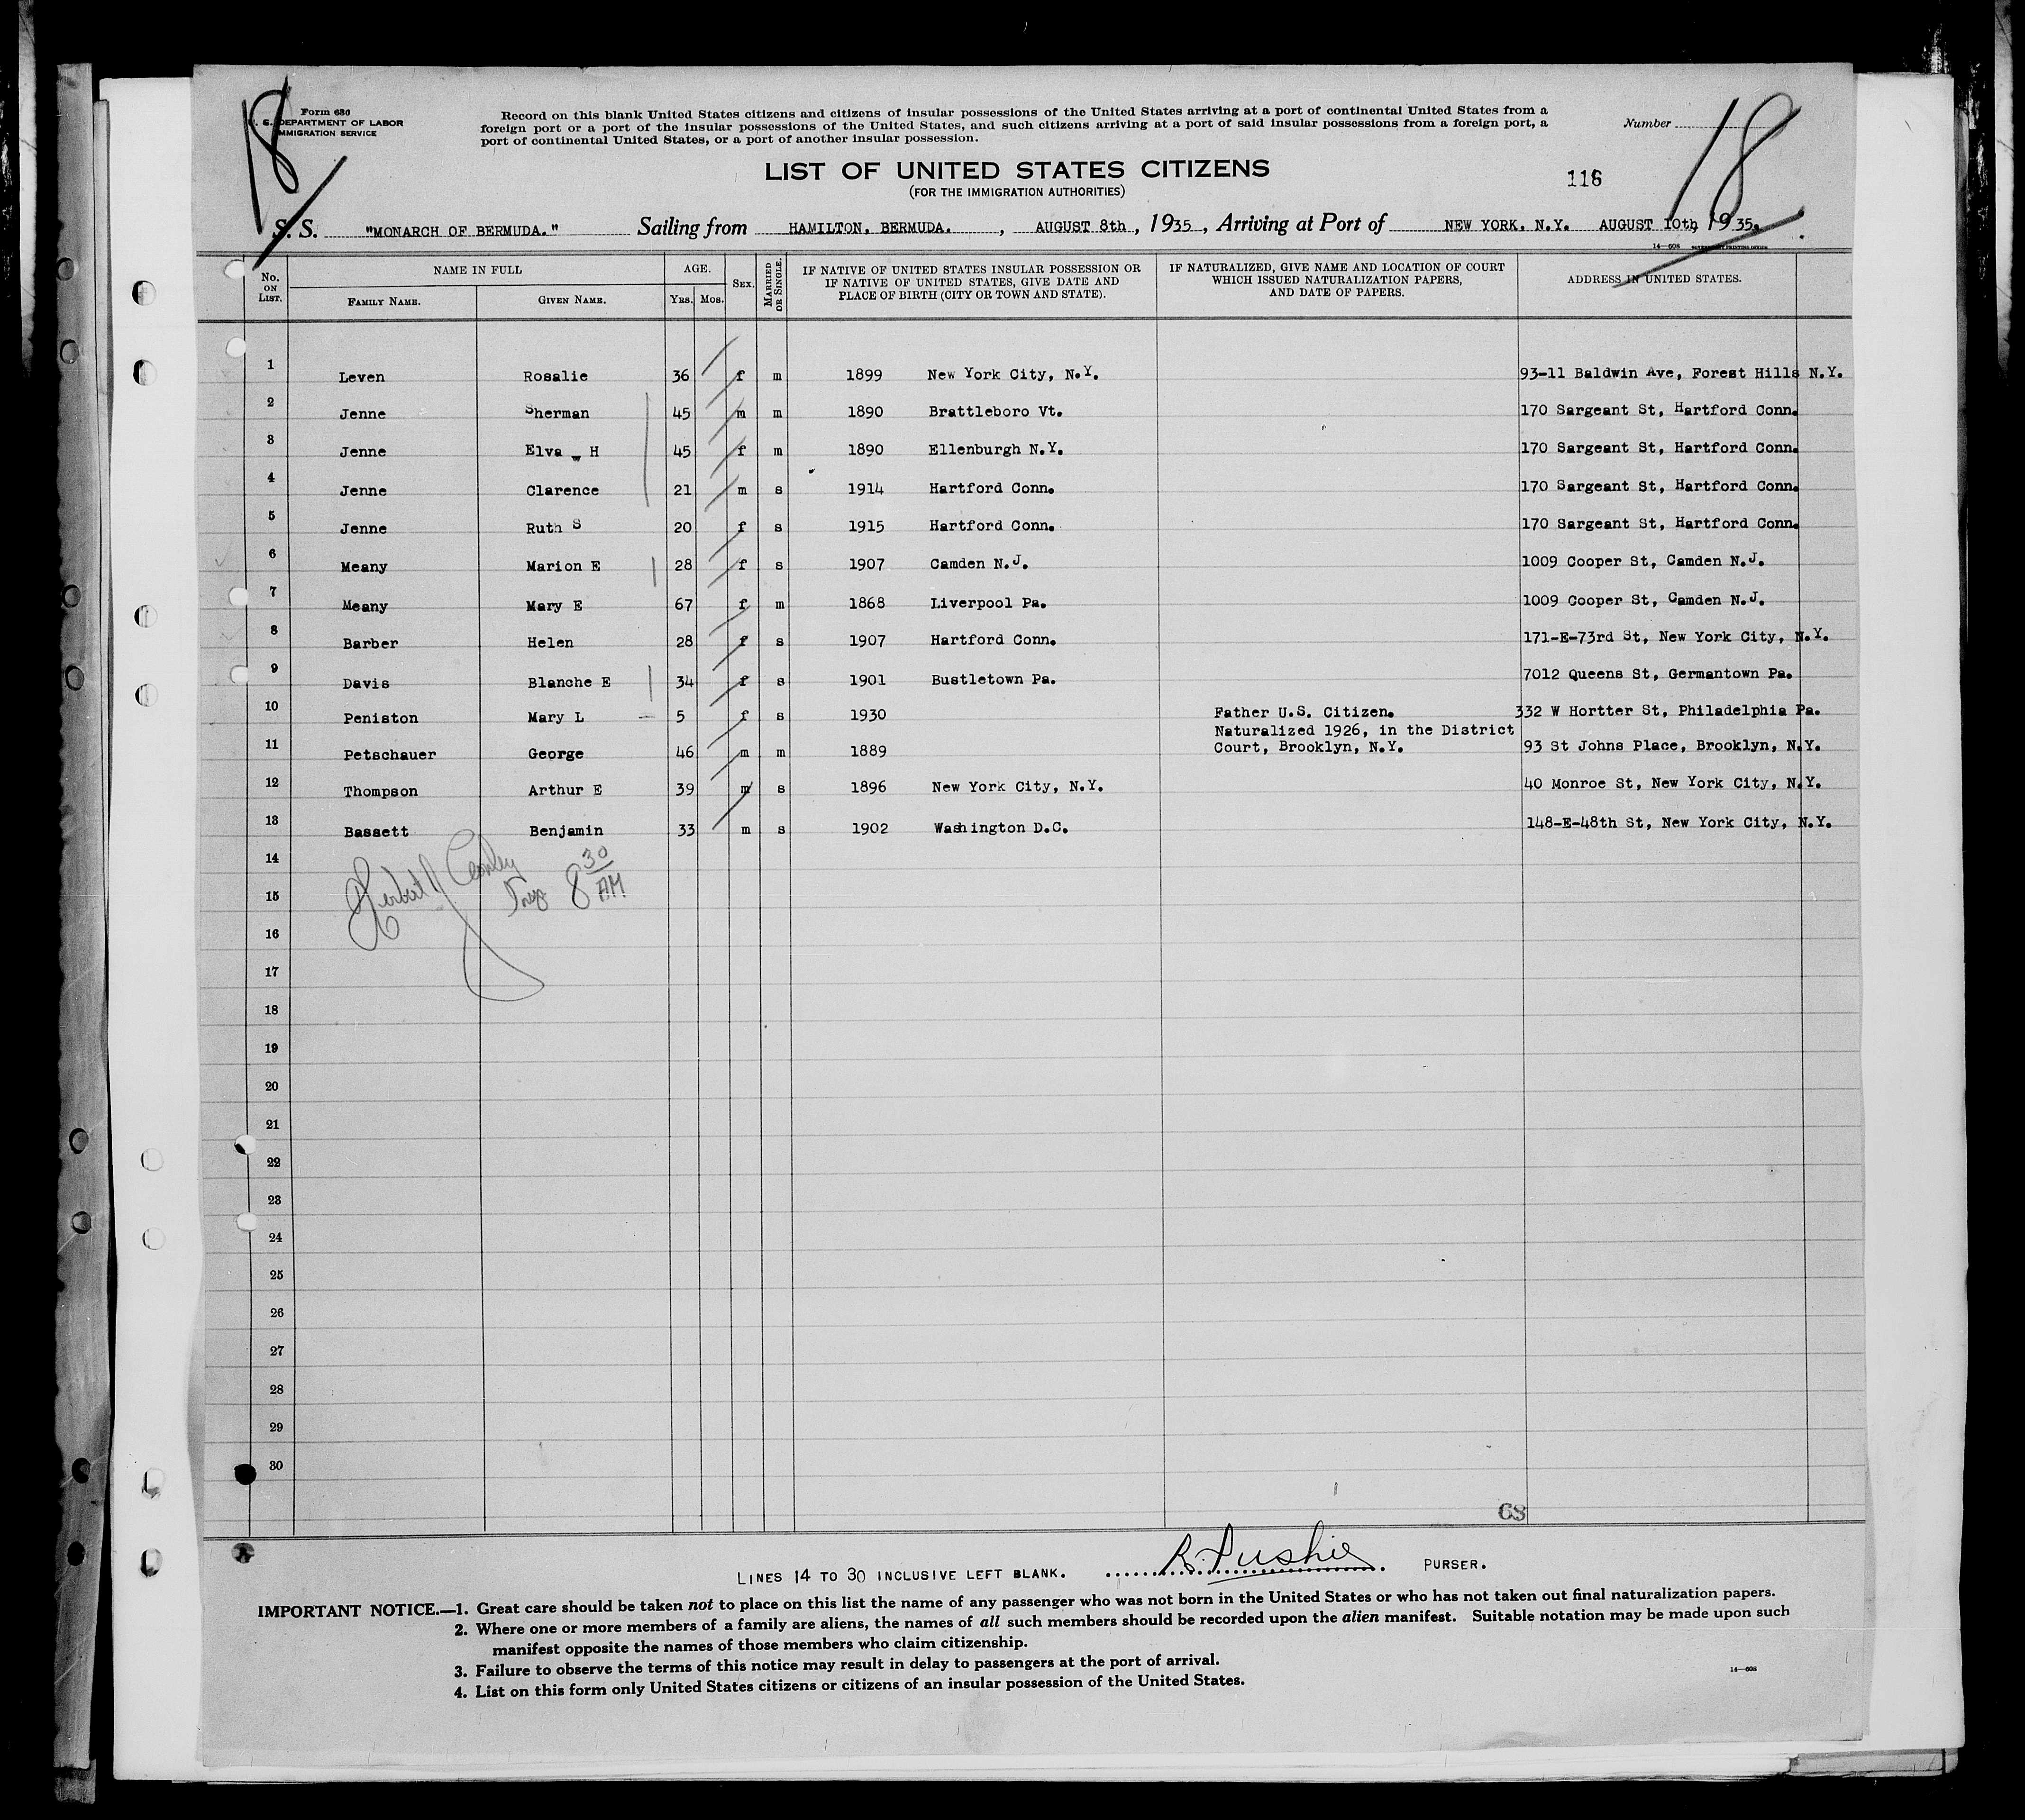 18
Form 630
U. S. DEPARTMENT OF LABOR
IMMIGRATION SERVICE
Record on this blank United States citizens and citizens of insular possessions of the United States arriving at a port of continental United States from a
foreign port or a port of the insular possessions of the United States, and such citizens arriving at a port of said insular possessions from a foreign port, a
port of continental United States, or a port of another insular possession.
Number
18
LIST OF UNITED STATES CITIZENS
(FOR THE IMMIGRATION AUTHORITIES)
116
S. S. "MONARCH OF BERMUDA." Sailing from HAMILTON, BERMUDA. , AUGUST 8th , 1935 , Arriving at Port of NEW YORK. N.Y. AUGUST 10th, 1935.
14—608 GOVERNMENT PRINTING OFFICE
No. ON LIST. NAME IN FULL FAMILY NAME. GIVEN NAME. AGE. YRS. MOS. SEX. MARRIED OR SINGLE. IF NATIVE OF UNITED STATES INSULAR POSSESSION OR IF NATIVE OF UNITED STATES, GIVE DATE AND PLACE OF BIRTH (CITY OR TOWN AND STATE). IF NATURALIZED, GIVE NAME AND LOCATION OF COURT WHICH ISSUED NATURALIZATION PAPERS, AND DATE OF PAPERS. ADDRESS IN UNITED STATES.
1 Leven Rosalie 36 f m 1899 New York City, N.Y. 93-11 Baldwin Ave, Forest Hills N.Y.
2 Jenne Sherman 45 m m 1890 Brattleboro Vt. 170 Sargeant St, Hartford Conn.
3 Jenne Elva w H 45 f m 1890 Ellenburgh N.Y. 170 Sargeant St, Hartford Conn.
4 Jenne Clarence 21 m s 1914 Hartford Conn. 170 Sargeant St, Hartford Conn.
5 Jenne Ruth S 20 f s 1915 Hartford Conn. 170 Sargeant St, Hartford Conn.
6 Meany Marion E 28 f s 1907 Camden N.J. 1009 Cooper St, Camden N.J.
7 Meany Mary E 67 f m 1868 Liverpool Pa. 1009 Cooper St, Camden N.J.
8 Barber Helen 28 f s 1907 Hartford Conn. 171-E-73rd St, New York City, N.Y.
9 Davis Blanche E 34 f s 1901 Bustletown Pa. 7012 Queens St, Germantown Pa.
10 Peniston Mary L 5 f s 1930 Father U.S. Citizen. 332 W Hortter St, Philadelphia Pa.
Naturalized 1926, in the District
11 Petschauer George 46 m m 1889 Court, Brooklyn, N.Y. 93 St Johns Place, Brooklyn, N.Y.
12 Thompson Arthur E 39 m s 1896 New York City, N.Y. 40 Monroe St, New York City, N.Y.
13 Bassett Benjamin 33 m s 1902 Washington D.C. 148-E-48th St, New York City, N.Y.
14
8 30 AM
15
16
17
18
19
20
21
22
23
24
25
26
27
28
29
30
68
LINES 14 TO 30 INCLUSIVE LEFT BLANK. R. Pushie PURSER.
IMPORTANT NOTICE.—1. Great care should be taken not to place on this list the name of any passenger who was not born in the United States or who has not taken out final naturalization papers.
2. Where one or more members of a family are aliens, the names of all such members should be recorded upon the alien manifest. Suitable notation may be made upon such
manifest opposite the names of those members who claim citizenship.
3. Failure to observe the terms of this notice may result in delay to passengers at the port of arrival.
4. List on this form only United States citizens or citizens of an insular possession of the United States.
14—608